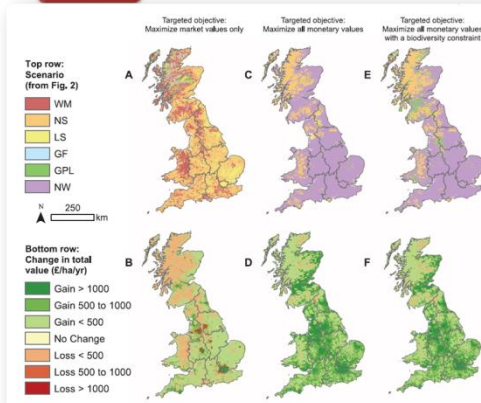 Targeted objective:
Maximize market values only
Targeted objective:
Maximize all monetary values
Targeted objective:
Maximize all monetary values
with a biodiversity constraint
Top row:
Scenario
(from Fig. 2)
WM
NS
LS
GF
GPL
NW
N
250
km
A
C
E
Bottom row:
Change in total
value (£/ha/yr)
Gain > 1000
Gain 500 to 1000
Gain < 500
No Change
Loss < 500
Loss 500 to 1000
Loss > 1000
B
D
F